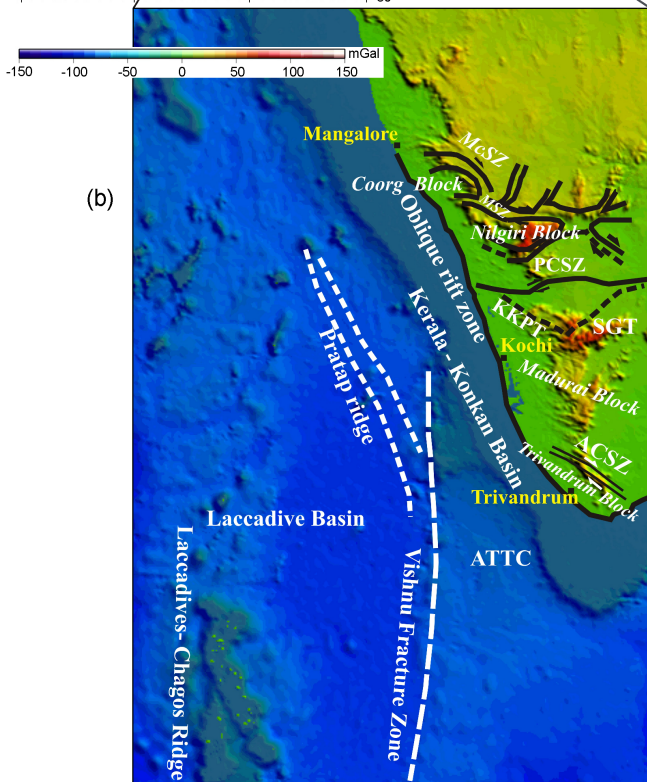 mGal
-150 -100 -50 0 50 100 150
(b)
Mangalore
McSZ
Coorg Block
MSZ
Nilgiri Block
Oblique rift zone
PCSZ
KKPT
SGT
Kochi
Kerala - Konkan Basin
Pratap ridge
Madurai Block
ACSZ
Trivandrum Block
Trivandrum
Laccadive Basin
ATTC
Vishnu Fracture Zone
Laccadives- Chagos Ridge